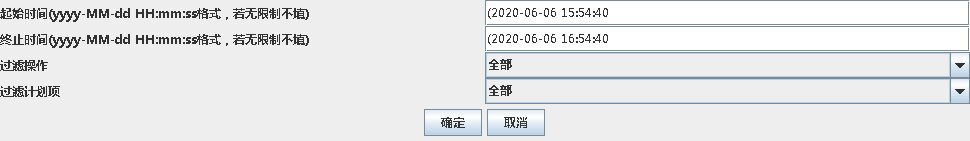 起始时间(yyyy-MM-dd HH:mm:ss格式，若无限制不填) (2020-06-06 15:54:40
终止时间(yyyy-MM-dd HH:mm:ss格式，若无限制不填) (2020-06-06 16:54:40
过滤操作 全部
过滤计划项 全部
确定 取消